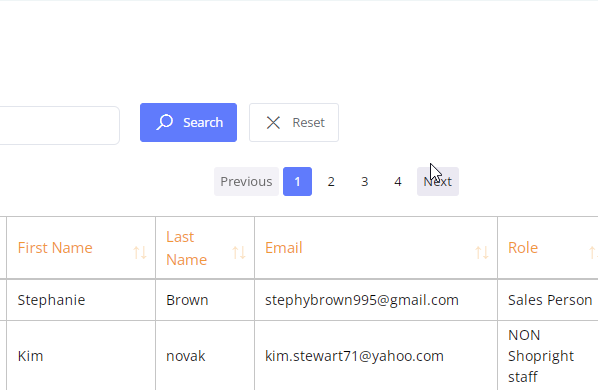 Search Reset
Previous 1 2 3 4 Next
First Name Last Name Email Role
Stephanie Brown stephybrown995@gmail.com Sales Person
Kim novak kim.stewart71@yahoo.com NON Shopright staff